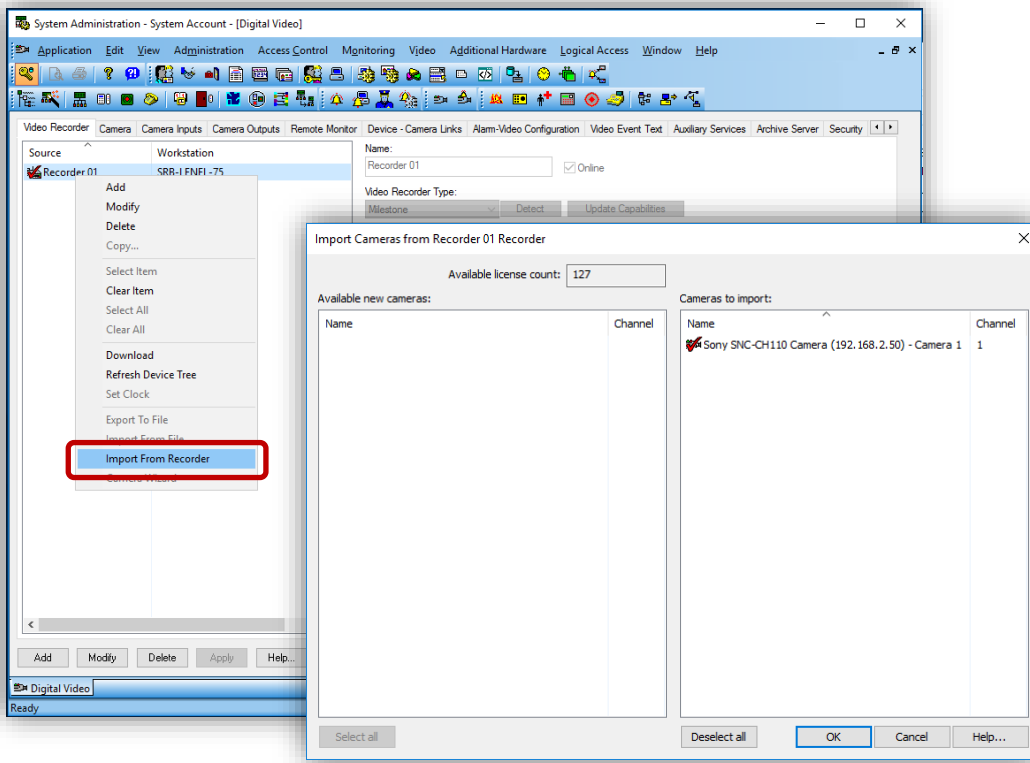 System Administration - System Account - [Digital Video]
Application Edit View Administration Access Control Monitoring Video Additional Hardware Logical Access Window Help
Video Recorder Camera Camera Inputs Camera Outputs Remote Monitor Device - Camera Links Alarm-Video Configuration Video Event Text Auxiliary Services Archive Server Security
Source Workstation
Recorder 01 SRB-LENEL-75
Name:
Recorder 01 Online
Video Recorder Type:
Milestone Detect Update Capabilities
Add
Modify
Delete
Copy...
Select Item
Clear Item
Select All
Clear All
Download
Refresh Device Tree
Set Clock
Export To File
Import From File
Import From Recorder
Camera Wizard
Add Modify Delete Apply Help...
Digital Video
Ready
Import Cameras from Recorder 01 Recorder
Available license count: 127
Available new cameras:
Name Channel
Cameras to import:
Name Channel
Sony SNC-CH110 Camera (192.168.2.50) - Camera 1 1
Select all Deselect all OK Cancel Help...